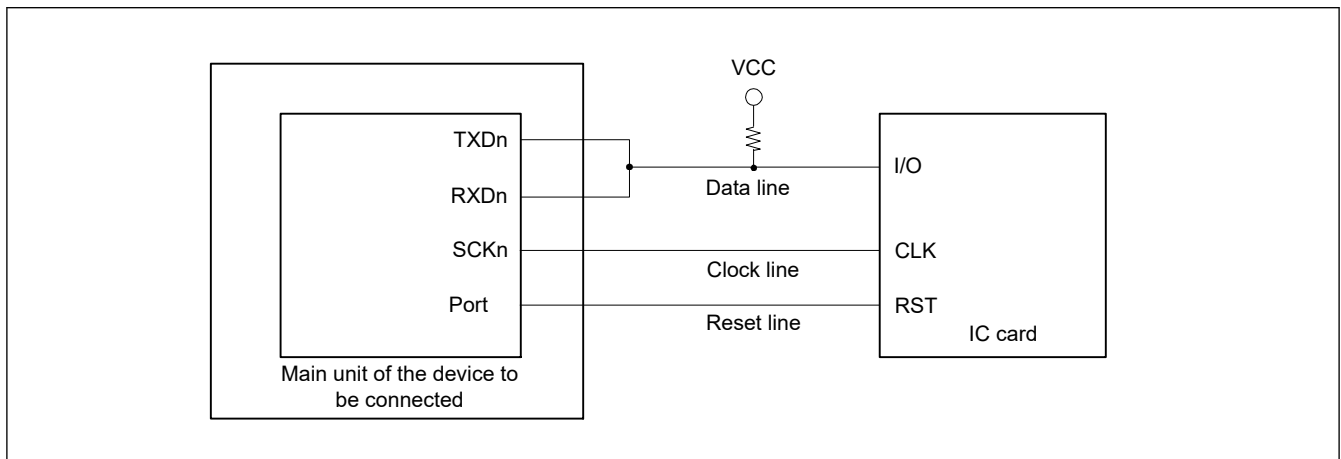 VCC
TXDn
RXDn
SCKn
Port
Main unit of the device to
be connected
Data line
Clock line
Reset line
I/O
CLK
RST
IC card